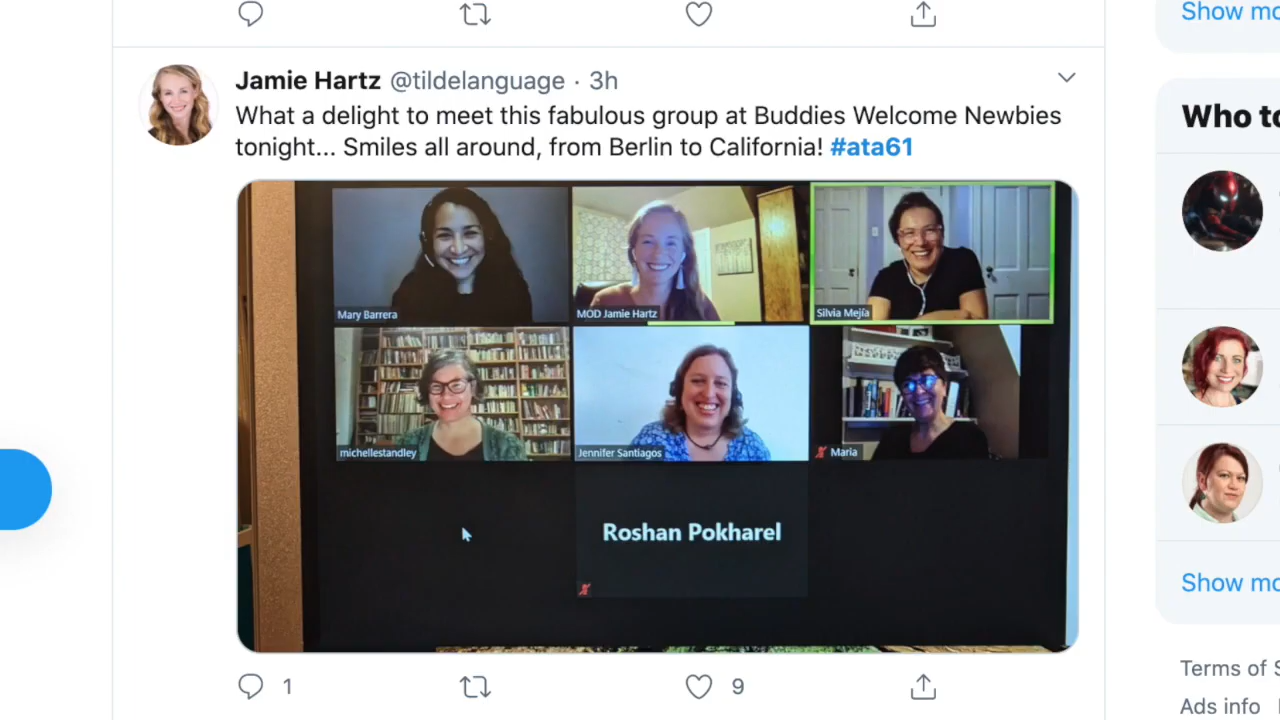 Show mo
Jamie Hartz @tildelanguage · 3h
What a delight to meet this fabulous group at Buddies Welcome Newbies
tonight... Smiles all around, from Berlin to California! #ata61
Who to
Mary Barrera
MOD Jamie Hartz
Silvia Mejía
michellestandley
Jennifer Santiagos
Maria
Roshan Pokharel
Show mo
1
9
Terms of S
Ads info